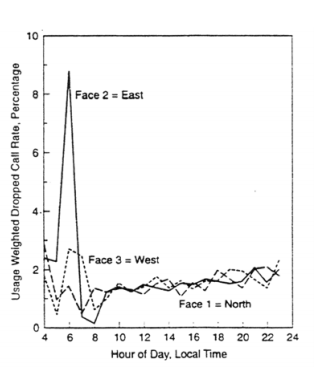 Usage Weighted Dropped Call Rate, Percentage
10
8
6
4
2
0
Face 2 = East
Face 3 = West
Face 1 = North
4 6 8 10 12 14 16 18 20 22 24
Hour of Day, Local Time